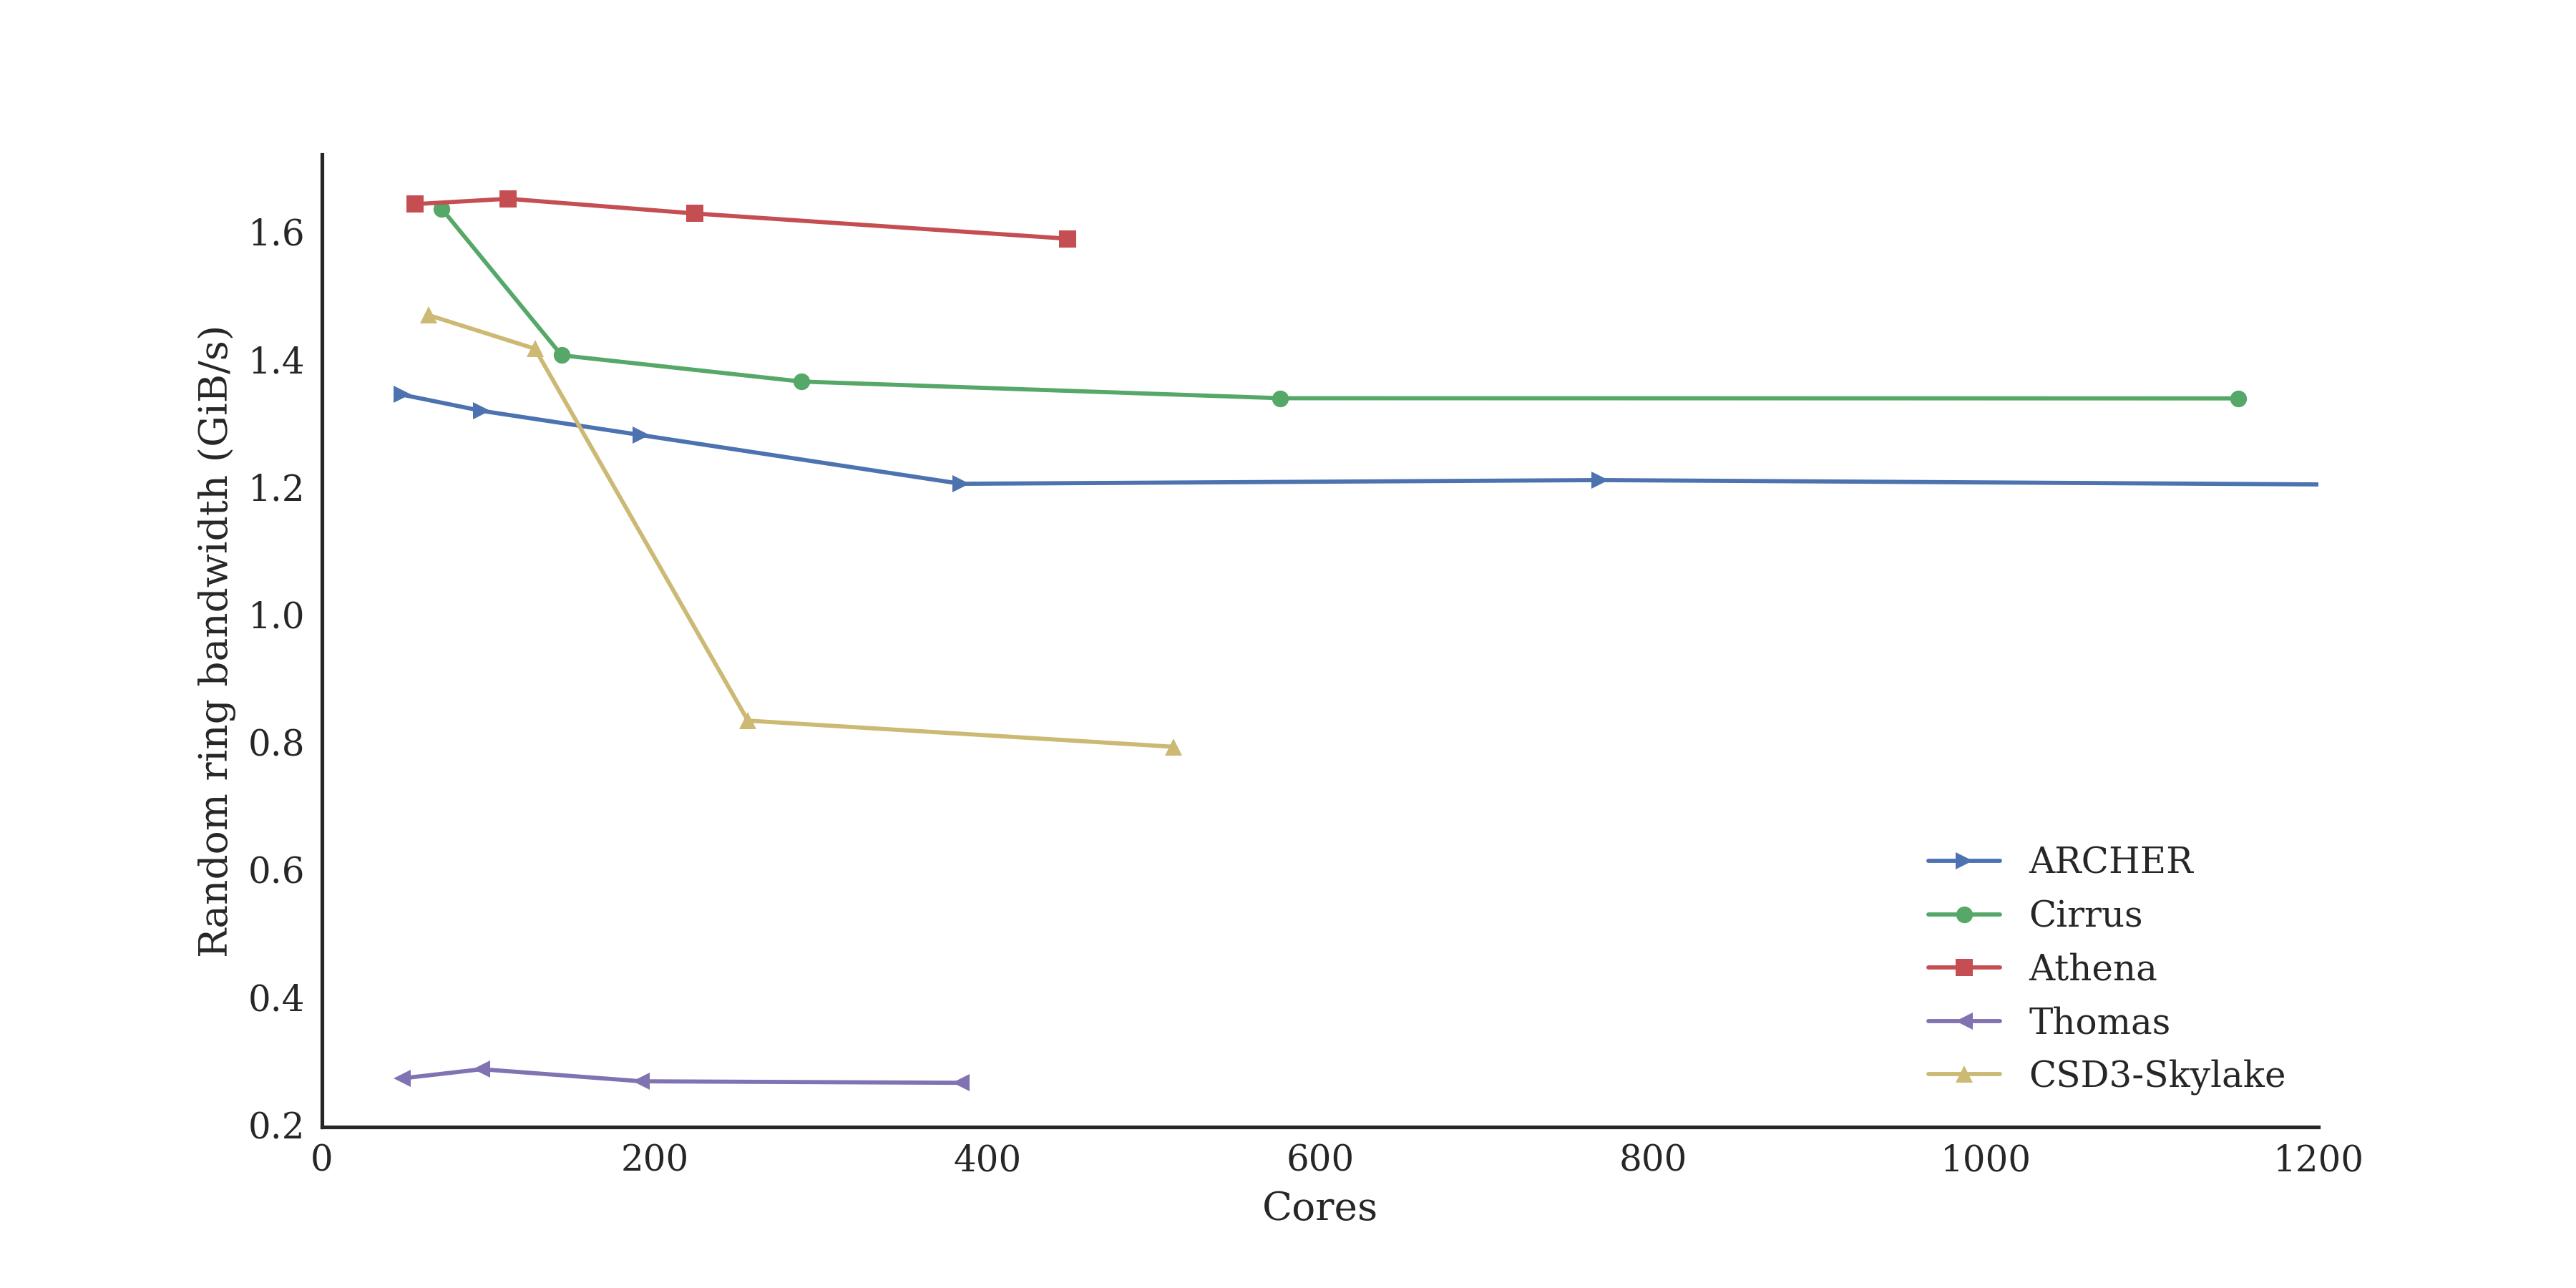 Random ring bandwidth (GiB/s)
1.6
1.4
1.2
1.0
0.8
0.6
0.4
0.2
0 200 400 600 800 1000 1200
Cores
ARCHER
Cirrus
Athena
Thomas
CSD3-Skylake